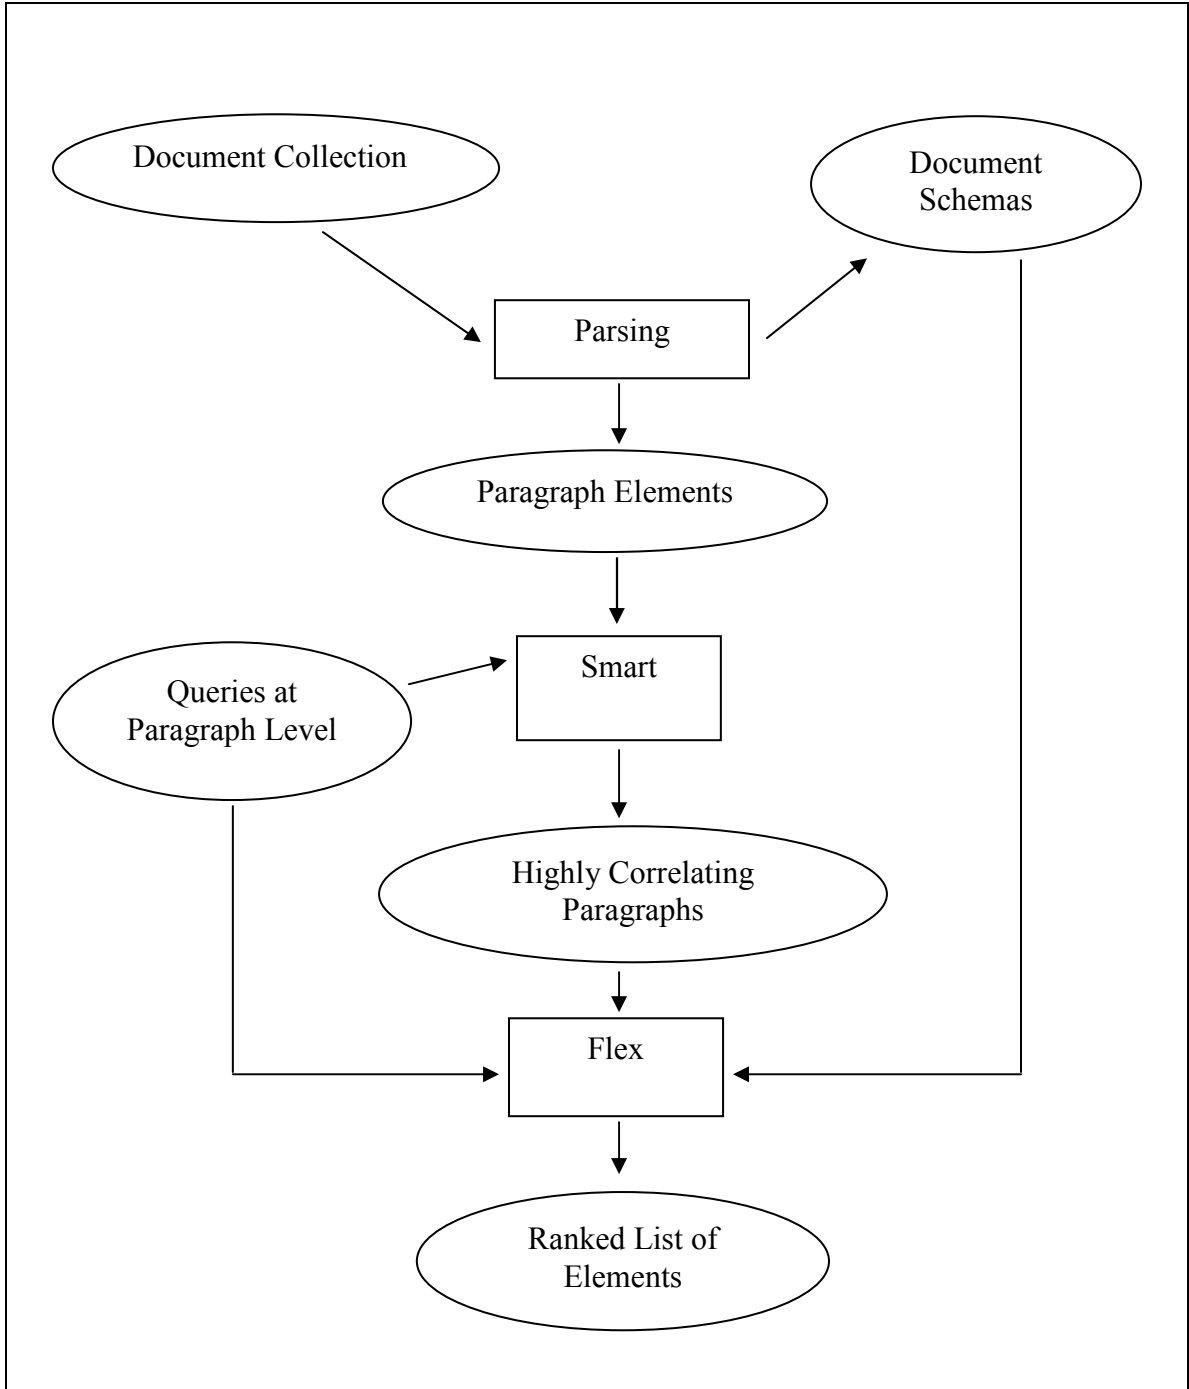 Document Collection
Document
Schemas
Parsing
Paragraph Elements
Smart
Queries at
Paragraph Level
Highly Correlating
Paragraphs
Flex
Ranked List of
Elements